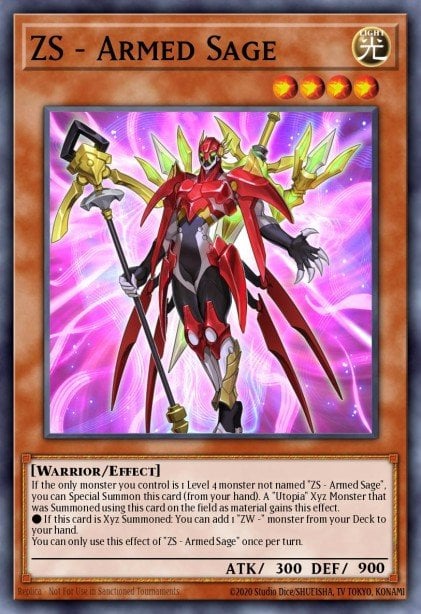 ZS - Armed Sage
LIGHT
光
[Warrior/Effect]
If the only monster you control is 1 Level 4 monster not named "ZS - Armed Sage",
you can Special Summon this card (from your hand). A "Utopia" Xyz Monster that
was Summoned using this card on the field as material gains this effect.
● If this card is Xyz Summoned: You can add 1 "ZW -" monster from your Deck to
your hand.
You can only use this effect of "ZS - Armed Sage" once per turn.
ATK/ 300 DEF/ 900
Replica - Not For Use in Sanctioned Tournaments
©2020 Studio Dice/SHUEISHA, TV TOKYO, KONAMI